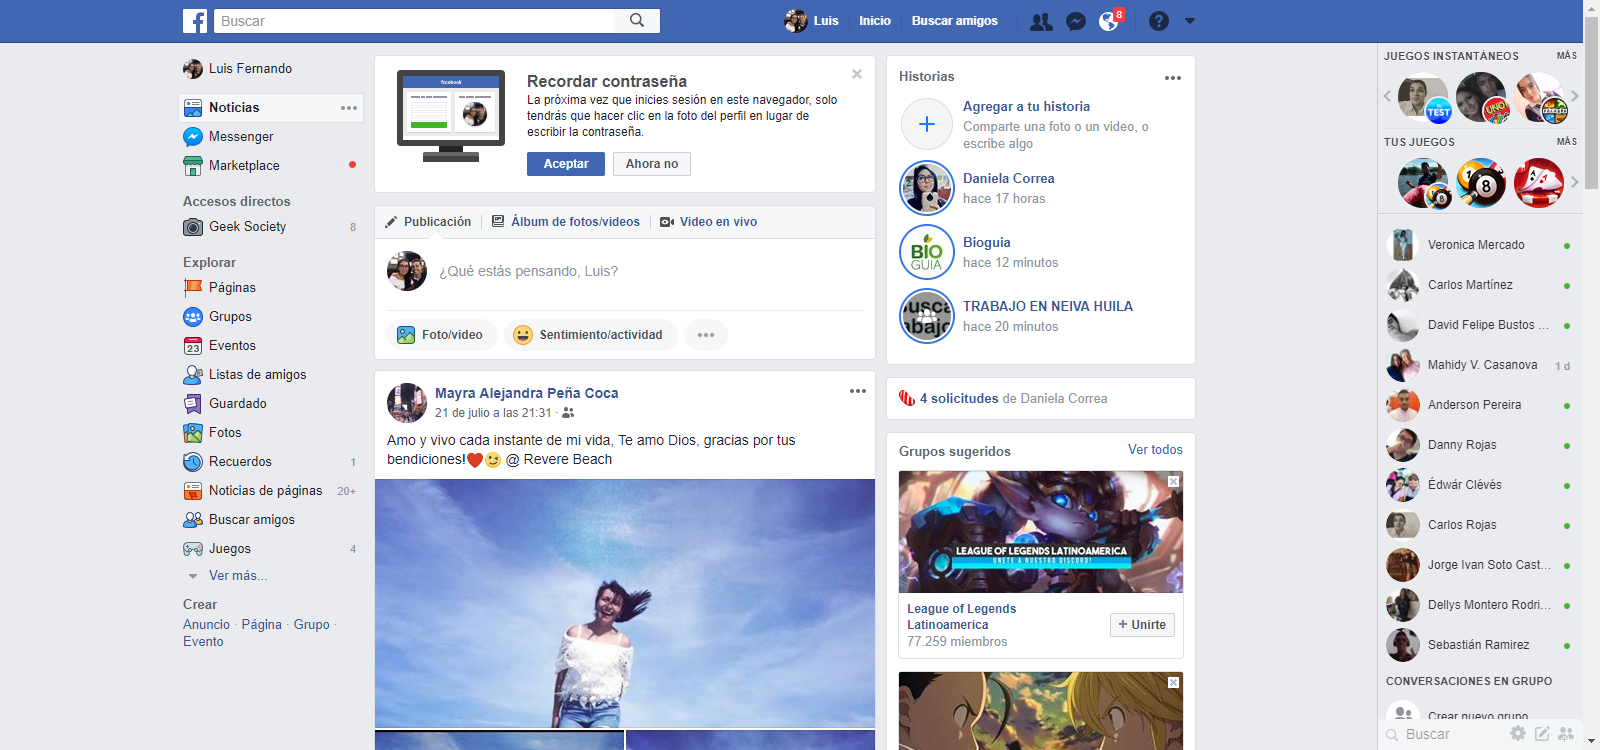 Buscar
Luis
Inicio
Buscar amigos
8
Luis Fernando
Noticias
Messenger
Marketplace
Accesos directos
Geek Society 8
Explorar
Páginas
Grupos
23 Eventos
Listas de amigos
Guardado
Fotos
Recuerdos 1
Noticias de páginas 20+
Buscar amigos
Juegos 4
Ver más...
Crear
Anuncio · Página · Grupo ·
Evento
facebook
Recordar contraseña
La próxima vez que inicies sesión en este navegador, solo
tendrás que hacer clic en la foto del perfil en lugar de
escribir la contraseña.
Aceptar
Ahora no
Publicación
Álbum de fotos/videos
Video en vivo
¿Qué estás pensando, Luis?
Foto/video
Sentimiento/actividad
Mayra Alejandra Peña Coca
21 de julio a las 21:31 ·
Amo y vivo cada instante de mi vida, Te amo Dios, gracias por tus
bendiciones!❤️😉 @ Revere Beach
Historias
Agregar a tu historia
Comparte una foto o un video, o
escribe algo
Daniela Correa
hace 17 horas
BIO
GUIA
Bioguia
hace 12 minutos
TRABAJO EN NEIVA HUILA
hace 20 minutos
4 solicitudes de Daniela Correa
Grupos sugeridos
Ver todos
LEAGUE OF LEGENDS LATINOAMERICA
UNETE A NUESTRO DISCORD!
League of Legends
Latinoamerica
77.259 miembros
+ Unirte
JUEGOS INSTANTÁNEOS MÁS
TEST
UNO
TUS JUEGOS MÁS
8
8
A A
Veronica Mercado
Carlos Martínez
David Felipe Bustos ...
Mahidy V. Casanova 1 d
Anderson Pereira
Danny Rojas
Édwár Clévés
Carlos Rojas
Jorge Ivan Soto Cast...
Dellys Montero Rodri...
Sebastián Ramirez
CONVERSACIONES EN GRUPO
Crear nuevo grupo
Buscar